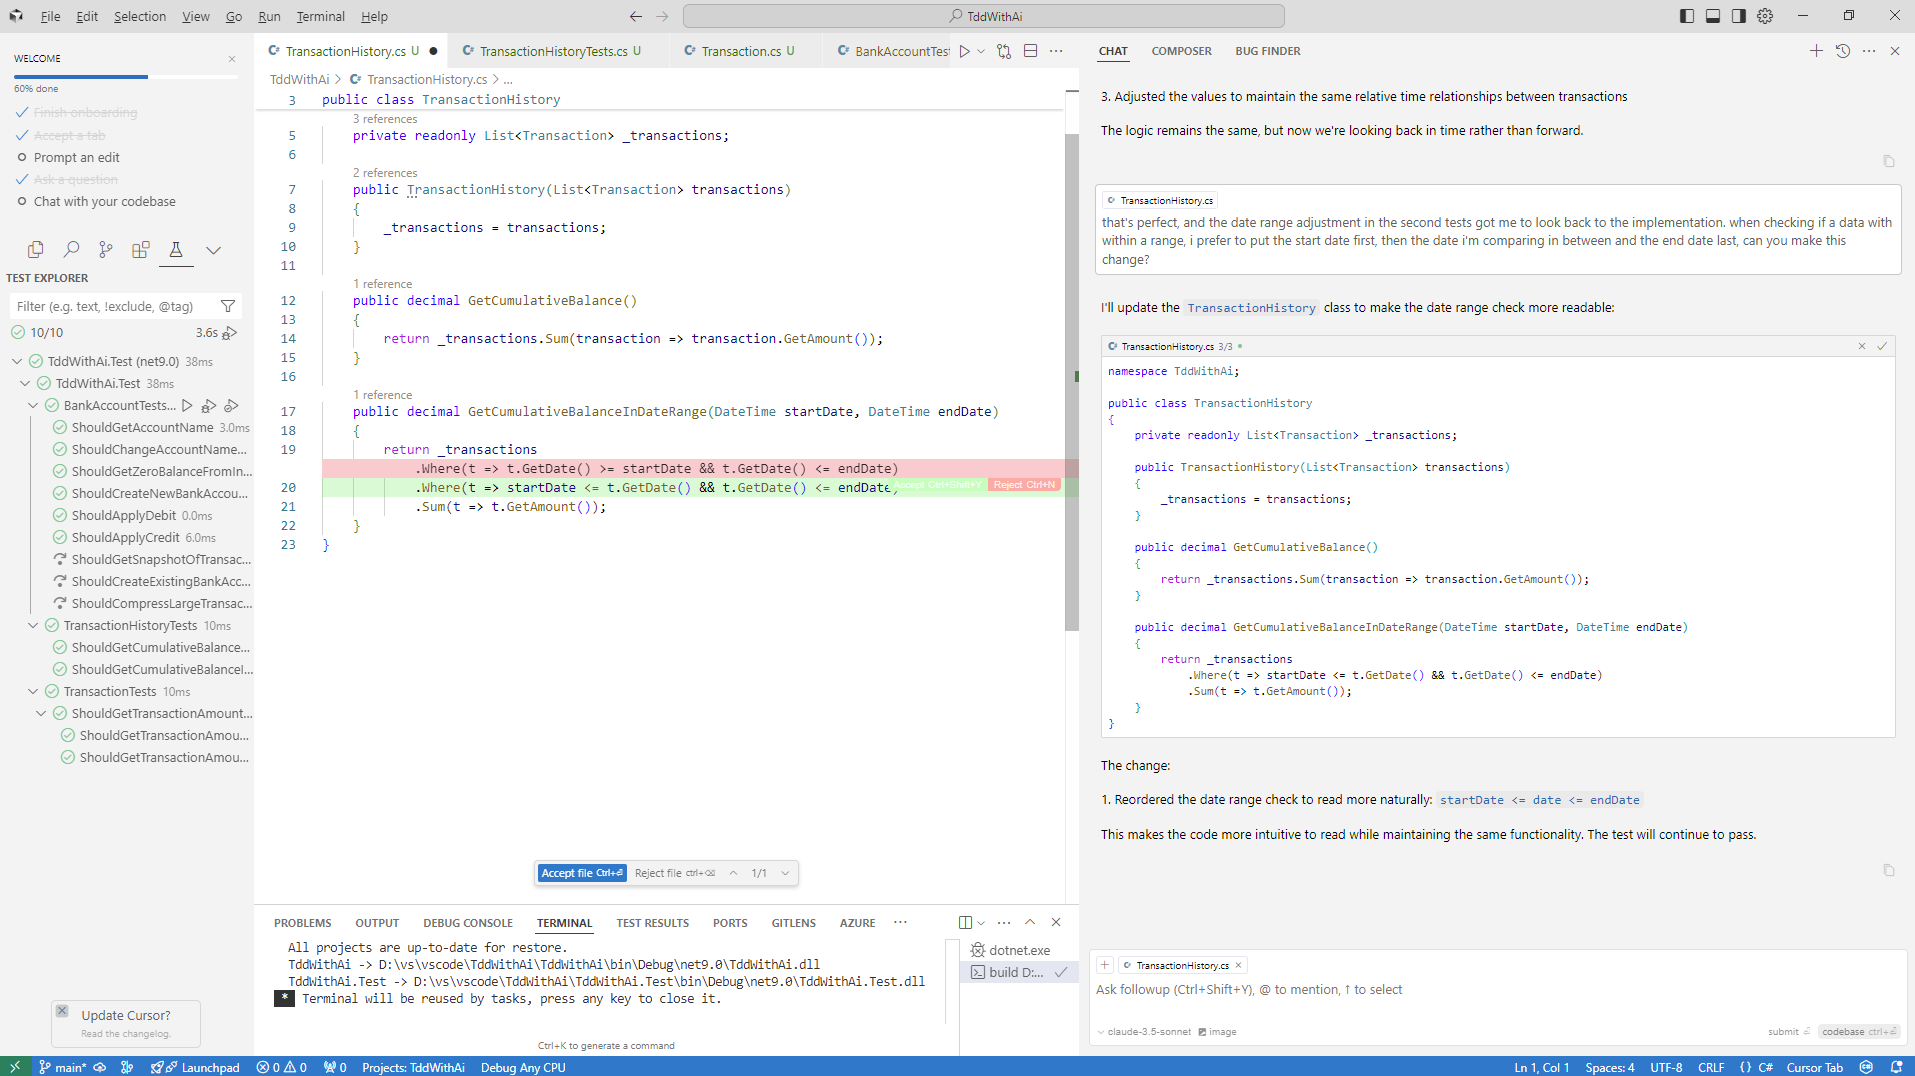 File Edit Selection View Go Run Terminal Help
TddWithAi
WELCOME
60% done
Finish onboarding
Accept a tab
Prompt an edit
Ask a question
Chat with your codebase
TEST EXPLORER
Filter (e.g. text, !exclude, @tag)
10/10 3.6s
TddWithAi.Test (net9.0) 38ms
TddWithAi.Test 38ms
BankAccountTests...
ShouldGetAccountName 3.0ms
ShouldChangeAccountName...
ShouldGetZeroBalanceFromIn...
ShouldCreateNewBankAccou...
ShouldApplyDebit 0.0ms
ShouldApplyCredit 6.0ms
ShouldGetSnapshotOfTransac...
ShouldCreateExistingBankAcc...
ShouldCompressLargeTransac...
TransactionHistoryTests 10ms
ShouldGetCumulativeBalance...
ShouldGetCumulativeBalanceI...
TransactionTests 10ms
ShouldGetTransactionAmount...
ShouldGetTransactionAmou...
ShouldGetTransactionAmou...
Update Cursor?
Read the changelog.
TransactionHistory.cs U
TransactionHistoryTests.cs U
Transaction.cs U
BankAccountTest
TddWithAi > TransactionHistory.cs > ...
3 public class TransactionHistory
3 references
5 private readonly List<Transaction> _transactions;
6
2 references
7 public TransactionHistory(List<Transaction> transactions)
8 {
9 _transactions = transactions;
10 }
11
1 reference
12 public decimal GetCumulativeBalance()
13 {
14 return _transactions.Sum(transaction => transaction.GetAmount());
15 }
16
1 reference
17 public decimal GetCumulativeBalanceInDateRange(DateTime startDate, DateTime endDate)
18 {
19 return _transactions
.Where(t => t.GetDate() >= startDate && t.GetDate() <= endDate)
20 .Where(t => startDate <= t.GetDate() && t.GetDate() <= endDate) Accept Ctrl+Shift+Y Reject Ctrl+N
21 .Sum(t => t.GetAmount());
22 }
23 }
Accept file Ctrl+⏎ Reject file ctrl+⌫ 1/1
PROBLEMS OUTPUT DEBUG CONSOLE TERMINAL TEST RESULTS PORTS GITLENS AZURE ...
All projects are up-to-date for restore.
TddWithAi -> D:\vs\vscode\TddWithAi\TddWithAi\bin\Debug\net9.0\TddWithAi.dll
TddWithAi.Test -> D:\vs\vscode\TddWithAi\TddWithAi.Test\bin\Debug\net9.0\TddWithAi.Test.dll
* Terminal will be reused by tasks, press any key to close it.
Ctrl+K to generate a command
dotnet.exe
build D:...
CHAT COMPOSER BUG FINDER
3. Adjusted the values to maintain the same relative time relationships between transactions
The logic remains the same, but now we're looking back in time rather than forward.
TransactionHistory.cs
that's perfect, and the date range adjustment in the second tests got me to look back to the implementation. when checking if a data with
within a range, i prefer to put the start date first, then the date i'm comparing in between and the end date last, can you make this
change?
I'll update the TransactionHistory class to make the date range check more readable:
TransactionHistory.cs 3/3
namespace TddWithAi;
public class TransactionHistory
{
private readonly List<Transaction> _transactions;
public TransactionHistory(List<Transaction> transactions)
{
_transactions = transactions;
}
public decimal GetCumulativeBalance()
{
return _transactions.Sum(transaction => transaction.GetAmount());
}
public decimal GetCumulativeBalanceInDateRange(DateTime startDate, DateTime endDate)
{
return _transactions
.Where(t => startDate <= t.GetDate() && t.GetDate() <= endDate)
.Sum(t => t.GetAmount());
}
}
The change:
1. Reordered the date range check to read more naturally: startDate <= date <= endDate
This makes the code more intuitive to read while maintaining the same functionality. The test will continue to pass.
+ TransactionHistory.cs
Ask followup (Ctrl+Shift+Y), @ to mention, ↑ to select
claude-3.5-sonnet image submit ⏎ codebase ctrl+⏎
main* Launchpad 0 0 0 Projects: TddWithAi Debug Any CPU
Ln 1, Col 1 Spaces: 4 UTF-8 CRLF {} C# Cursor Tab